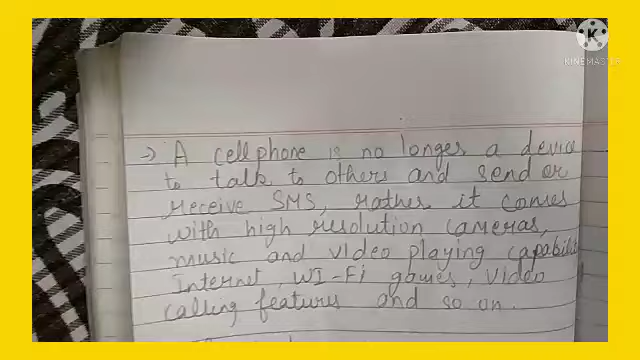 KINEMASTER
→ A cellphone is no longer a device
to talk to others and send or
receive SMS, rather it comes
with high resolution cameras,
music and video playing capabili
Internet, WI-Fi games, Video
calling features and so on.